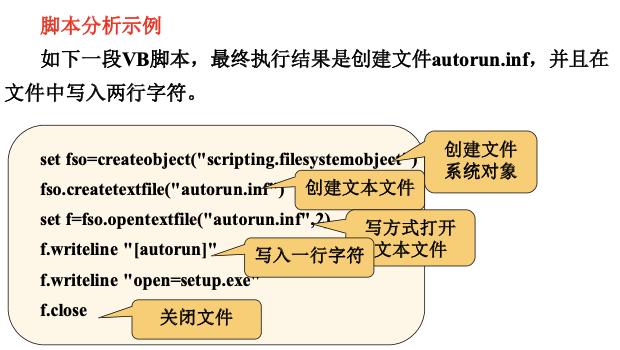 脚本分析示例
如下一段VB脚本，最终执行结果是创建文件autorun.inf，并且在
文件中写入两行字符。
set fso=createobject("scripting.filesystemobject")
创建文件
系统对象
fso.createtextfile("autorun.inf")
创建文本文件
set f=fso.opentextfile("autorun.inf",2)
写方式打开
文本文件
f.writeline "[autorun]"
写入一行字符
f.writeline "open=setup.exe"
f.close
关闭文件